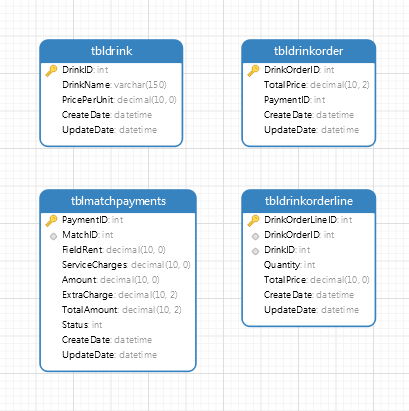 tbldrink
DrinkID: int
DrinkName: varchar(150)
PricePerUnit: decimal(10, 0)
CreateDate: datetime
UpdateDate: datetime
tbldrinkorder
DrinkOrderID: int
TotalPrice: decimal(10, 2)
PaymentID: int
CreateDate: datetime
UpdateDate: datetime
tblmatchpayments
PaymentID: int
MatchID: int
FieldRent: decimal(10, 0)
ServiceCharges: decimal(10, 0)
Amount: decimal(10, 0)
ExtraCharge: decimal(10, 2)
TotalAmount: decimal(10, 2)
Status: int
CreateDate: datetime
UpdateDate: datetime
tbldrinkorderline
DrinkOrderLineID: int
DrinkOrderID: int
DrinkID: int
Quantity: int
TotalPrice: decimal(10, 0)
CreateDate: datetime
UpdateDate: datetime